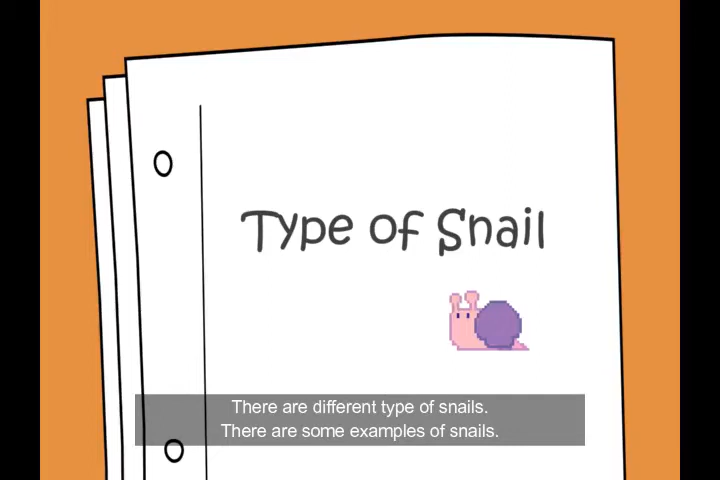 Type of Snail
There are different type of snails.
There are some examples of snails.